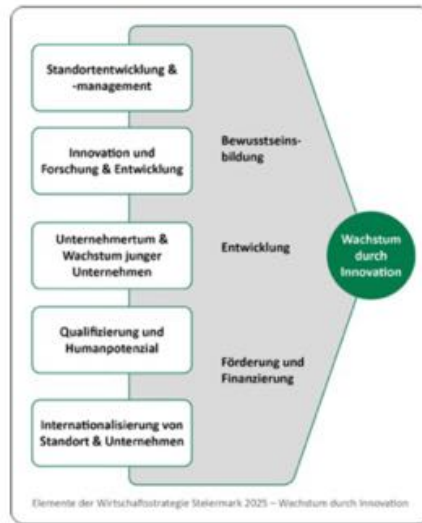 Standortentwicklung &
-management
Innovation und
Forschung & Entwicklung
Unternehmertum &
Wachstum junger
Unternehmen
Qualifizierung und
Humanpotenzial
Internationalisierung von
Standort & Unternehmen
Bewusstseins-
bildung
Entwicklung
Förderung und
Finanzierung
Wachstum
durch
Innovation
Elemente der Wirtschaftsstrategie Steiermark 2025 – Wachstum durch Innovation